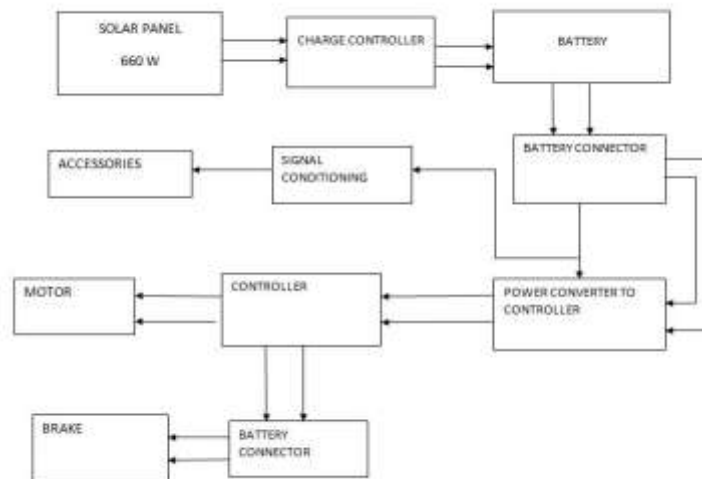 SOLAR PANEL
660 W
CHARGE CONTROLLER
BATTERY
ACCESSORIES
SIGNAL
CONDITIONING
BATTERY CONNECTOR
MOTOR
CONTROLLER
POWER CONVERTER TO
CONTROLLER
BRAKE
BATTERY
CONNECTOR